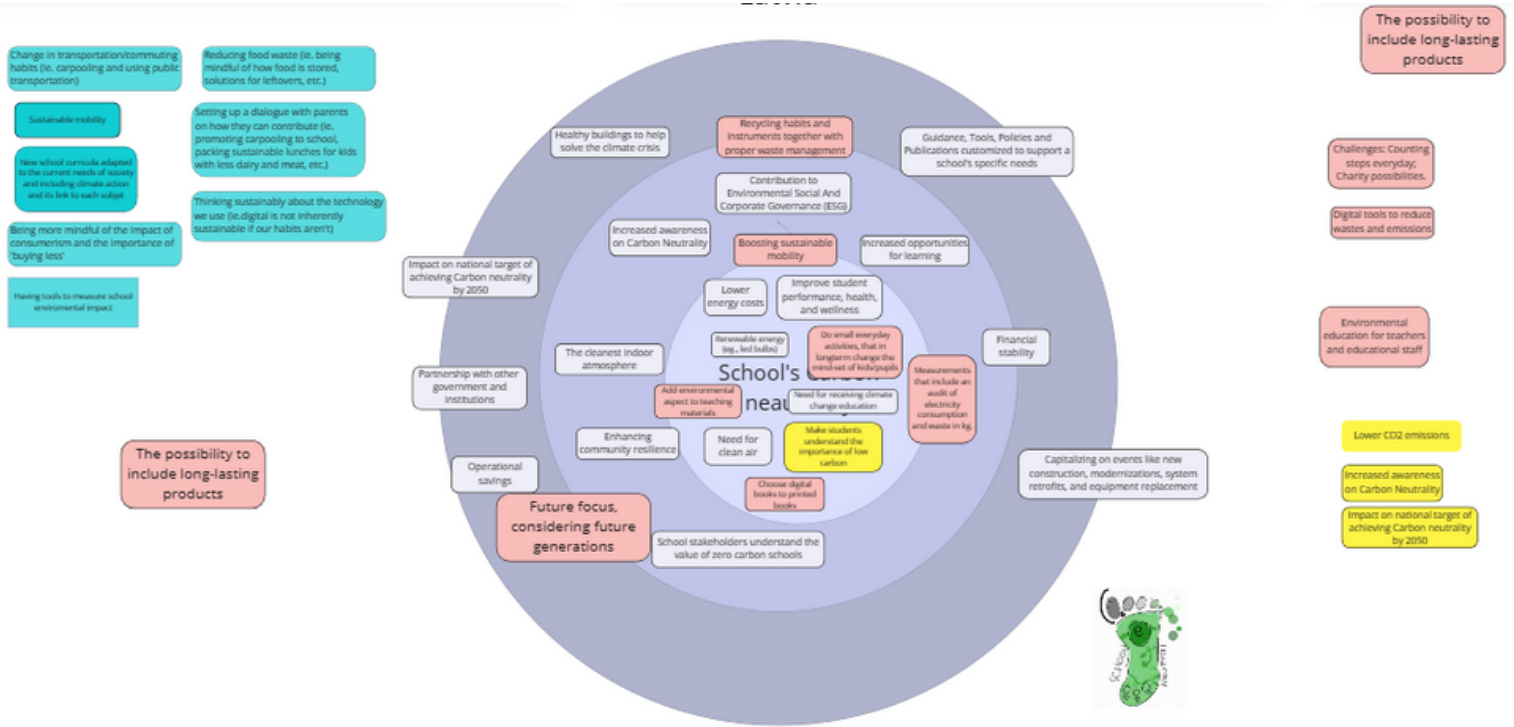 Change in transportation/commuting
habits (ie. carpooling and using public
transportation)
Reducing food waste (ie. being
mindful of how food is stored,
solutions for leftovers, etc.)
Sustainable mobility
Setting up a dialogue with parents
on how they can contribute (ie.
promoting carpooling to school,
packing sustainable lunches for kids
with less dairy and meat, etc.)
New school curricula adapted
to the current needs of society
and including climate action
and its link to each subjet
Thinking sustainably about the technology
we use (ie.digital is not inherently
sustainable if our habits aren't)
Being more mindful of the impact of
consumerism and the importance of
'buying less'
Having tools to measure school
enviromental impact
The possibility to
include long-lasting
products
Healthy buildings to help
solve the climate crisis
Recycling habits and
instruments together with
proper waste management
Guidance, Tools, Policies and
Publications customized to support a
school's specific needs
Contribution to
Environmental Social And
Corporate Governance (ESG)
Increased awareness
on Carbon Neutrality
Boosting sustainable
mobility
Increased opportunities
for learning
Impact on national target of
achieving Carbon neutrality
by 2050
Lower
energy costs
Improve student
performance, health,
and wellness
Renewable energy
(eg., led bulbs)
Do small everyday
activities, that in
longterm change the
mind-set of kids/pupils
Financial
stability
The cleanest indoor
atmosphere
School's
Measurements
that include an
audit of
electricity
consumption
and waste in kg.
Partnership with other
government and
institutions
Add environmental
aspect to teaching
materials
Need for receiving climate
change education
Enhancing
community resilience
Need for
clean air
Make students
understand the
importance of low
carbon
Operational
savings
Capitalizing on events like new
construction, modernizations, system
retrofits, and equipment replacement
Choose digital
books to printed
books
Future focus,
considering future
generations
School stakeholders understand the
value of zero carbon schools
The possibility to
include long-lasting
products
Challenges: Counting
steps everyday;
Charity possibilities.
Digital tools to reduce
wastes and emissions
Environmental
education for teachers
and educational staff
Lower CO2 emissions
Increased awareness
on Carbon Neutrality
Impact on national target of
achieving Carbon neutrality
by 2050